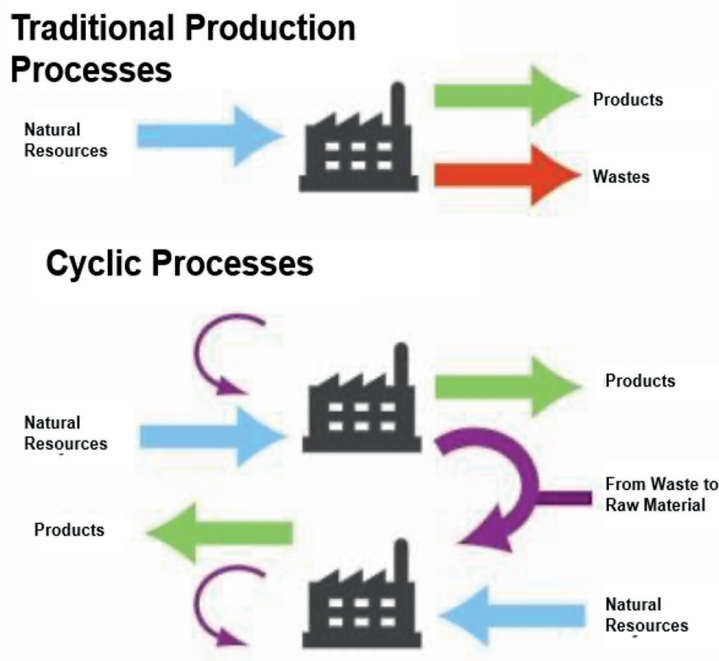 Traditional Production
Processes
Natural
Resources
Products
Wastes
Cyclic Processes
Products
Natural
Resources
From Waste to
Raw Material
Products
Natural
Resources